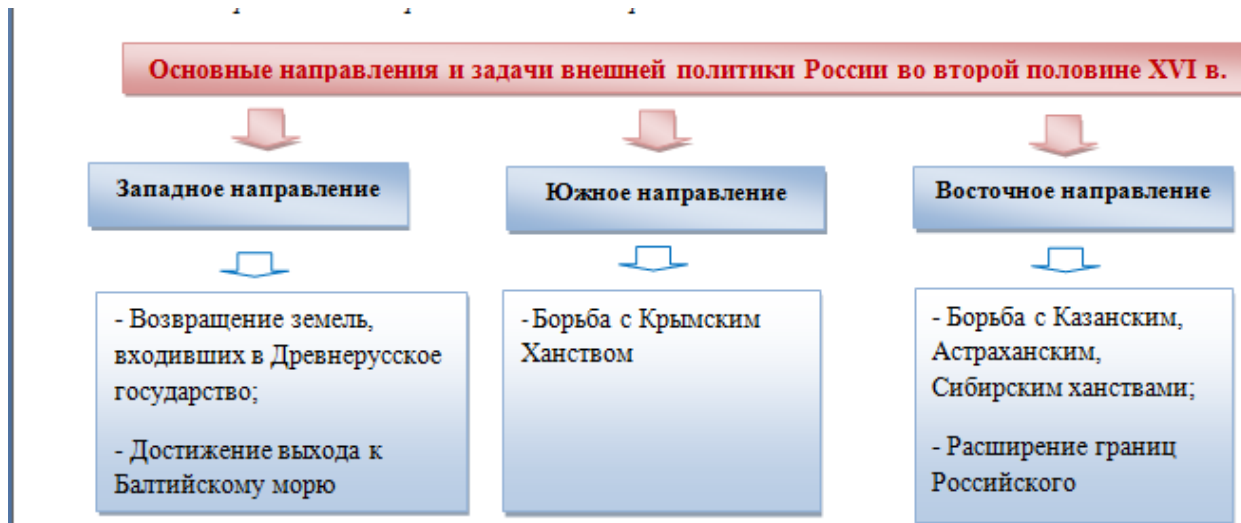 Основные направления и задачи внешней политики России во второй половине XVI в.
Западное направление
- Возвращение земель,
входивших в Древнерусское
государство;
- Достижение выхода к
Балтийскому морю
Южное направление
- Борьба с Крымским
Ханством
Восточное направление
- Борьба с Казанским,
Астраханским,
Сибирским ханствами;
- Расширение границ
Российского